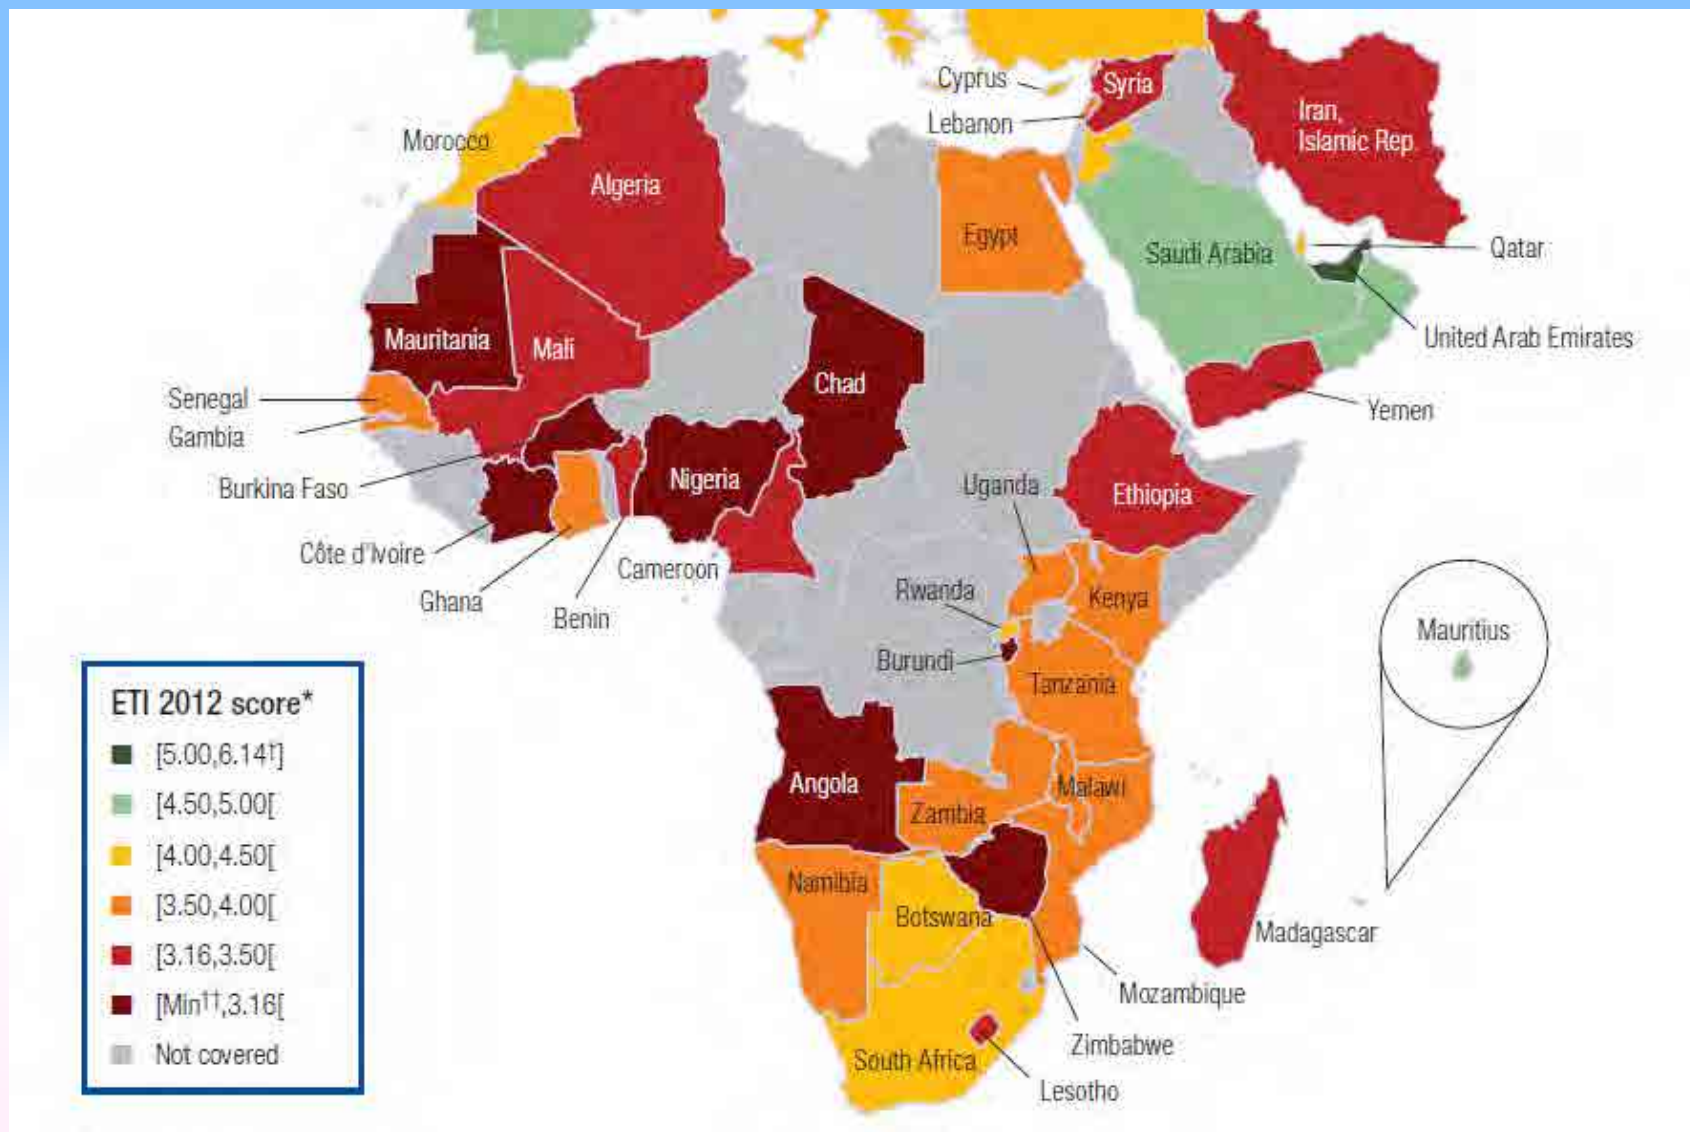 Cyprus
Syria
Lebanon
Iran,
Islamic Rep.
Morocco
Algeria
Egypt
Saudi Arabia
Qatar
United Arab Emirates
Mauritania
Mali
Chad
Senegal
Gambia
Yemen
Burkina Faso
Nigeria
Uganda
Ethiopia
Côte d'Ivoire
Cameroon
Ghana
Benin
Rwanda
Kenya
Burundi
Tanzania
Mauritius
Angola
Malawi
Zambia
Namibia
Botswana
Madagascar
Mozambique
Zimbabwe
South Africa
Lesotho
ETI 2012 score*
[5.00,6.14†]
[4.50,5.00[
[4.00,4.50[
[3.50,4.00[
[3.16,3.50[
[Min††,3.16[
Not covered